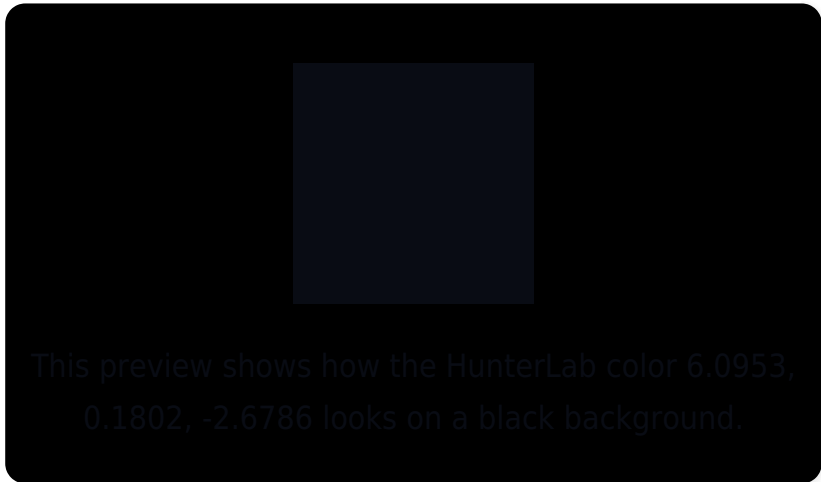 This preview shows how the HunterLab color 6.0953,
0.1802, -2.6786 looks on a black background.